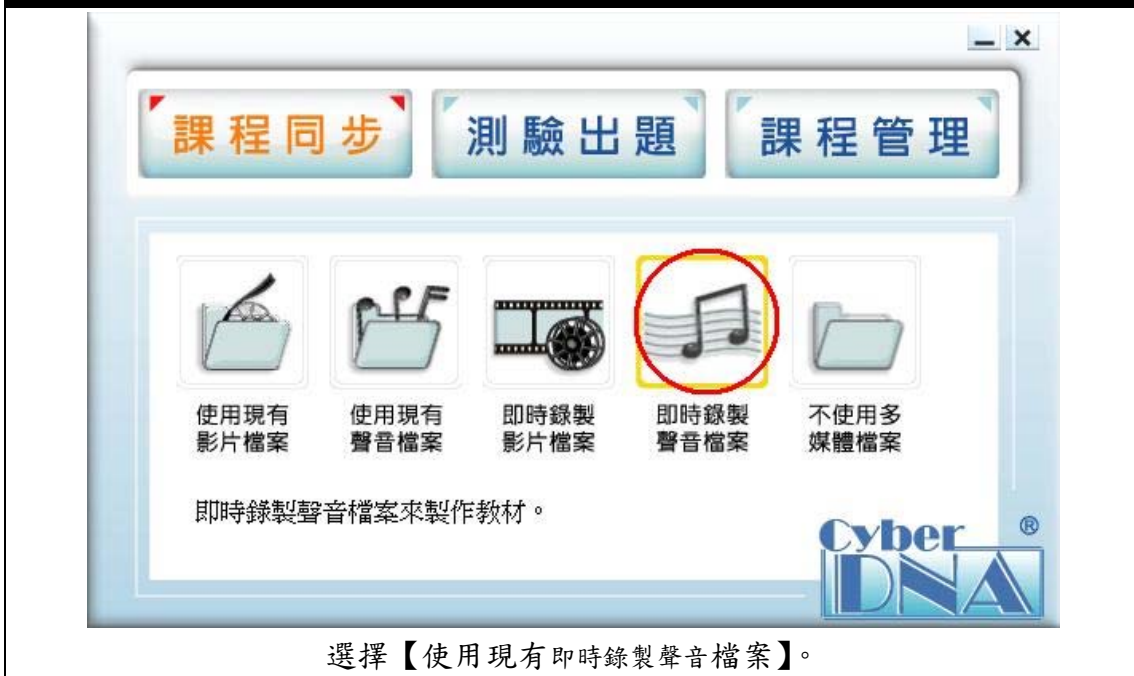 課程同步 測驗出題 課程管理
使用現有 使用現有 即時錄製 即時錄製 不使用多
影片檔案 聲音檔案 影片檔案 聲音檔案 媒體檔案
即時錄製聲音檔案來製作教材。
Cyber ®
DNA
選擇【使用現有即時錄製聲音檔案】。